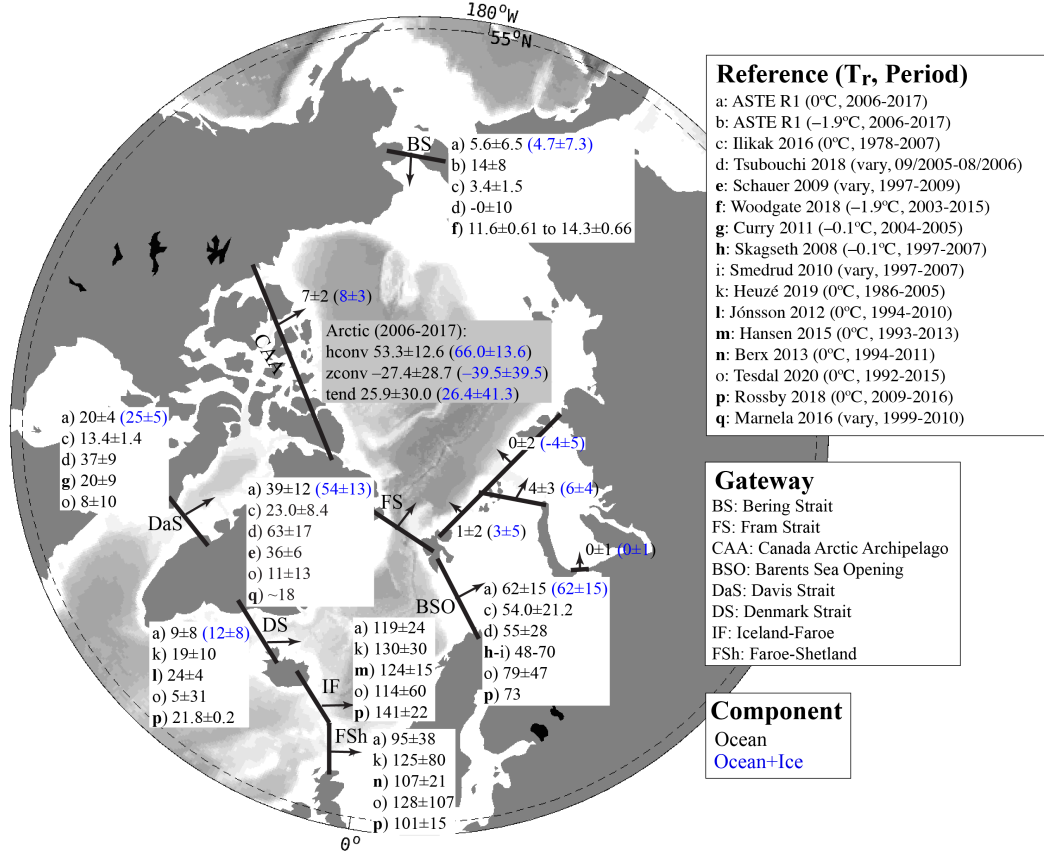 180°W
55°N
BS
a) 5.6±6.5 (4.7±7.3)
b) 14±8
c) 3.4±1.5
d) -0±10
f) 11.6±0.61 to 14.3±0.66
7±2 (8±3)
CAA
Arctic (2006-2017):
hconv 53.3±12.6 (66.0±13.6)
zconv −27.4±28.7 (−39.5±39.5)
tend 25.9±30.0 (26.4±41.3)
a) 20±4 (25±5)
c) 13.4±1.4
d) 37±9
g) 20±9
o) 8±10
DaS
a) 39±12 (54±13)
c) 23.0±8.4
d) 63±17
e) 36±6
o) 11±13
q) ~18
FS
0±2 (-4±5)
4±3 (6±4)
1±2 (3±5)
0±1 (0±1)
BSO
a) 62±15 (62±15)
c) 54.0±21.2
d) 55±28
h-i) 48-70
o) 79±47
p) 73
DS
a) 9±8 (12±8)
k) 19±10
l) 24±4
o) 5±31
p) 21.8±0.2
IF
a) 119±24
k) 130±30
m) 124±15
o) 114±60
p) 141±22
FSh
a) 95±38
k) 125±80
n) 107±21
o) 128±107
p) 101±15
0°
Reference (Tr, Period)
a: ASTE R1 (0°C, 2006-2017)
b: ASTE R1 (−1.9°C, 2006-2017)
c: Ilikak 2016 (0°C, 1978-2007)
d: Tsubouchi 2018 (vary, 09/2005-08/2006)
e: Schauer 2009 (vary, 1997-2009)
f: Woodgate 2018 (−1.9°C, 2003-2015)
g: Curry 2011 (−0.1°C, 2004-2005)
h: Skagseth 2008 (−0.1°C, 1997-2007)
i: Smedrud 2010 (vary, 1997-2007)
k: Heuzé 2019 (0°C, 1986-2005)
l: Jónsson 2012 (0°C, 1994-2010)
m: Hansen 2015 (0°C, 1993-2013)
n: Berx 2013 (0°C, 1994-2011)
o: Tesdal 2020 (0°C, 1992-2015)
p: Rossby 2018 (0°C, 2009-2016)
q: Marnela 2016 (vary, 1999-2010)
Gateway
BS: Bering Strait
FS: Fram Strait
CAA: Canada Arctic Archipelago
BSO: Barents Sea Opening
DaS: Davis Strait
DS: Denmark Strait
IF: Iceland-Faroe
FSh: Faroe-Shetland
Component
Ocean
Ocean+Ice